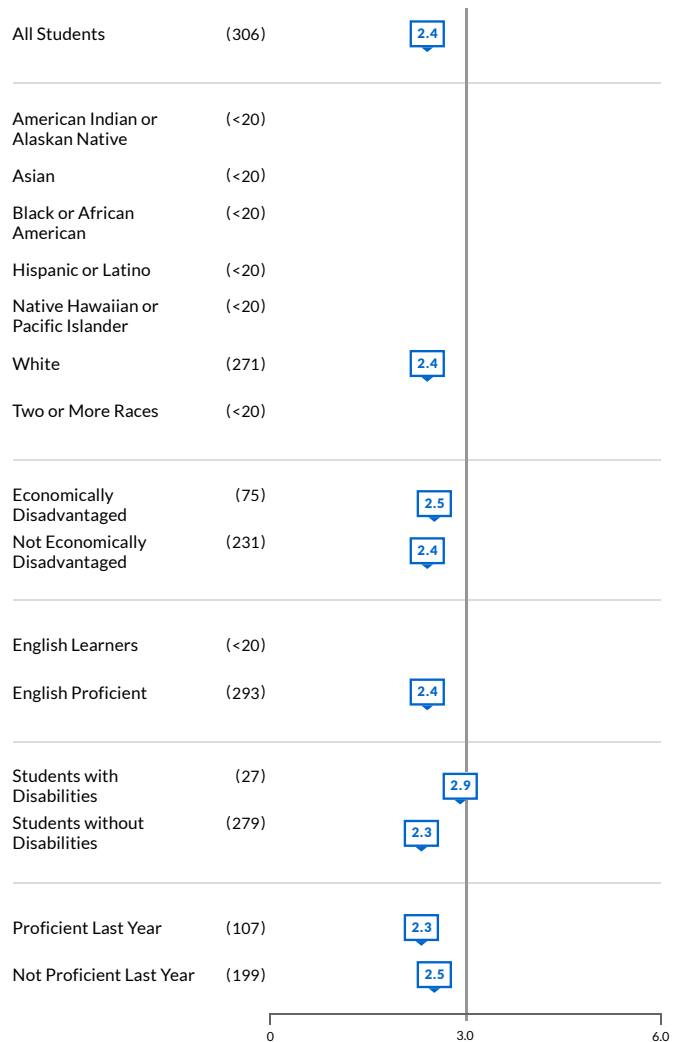 All Students (306) 2.4
American Indian or (<20)
Alaskan Native
Asian (<20)
Black or African (<20)
American
Hispanic or Latino (<20)
Native Hawaiian or (<20)
Pacific Islander
White (271) 2.4
Two or More Races (<20)
Economically (75) 2.5
Disadvantaged
Not Economically (231) 2.4
Disadvantaged
English Learners (<20)
English Proficient (293) 2.4
Students with (27) 2.9
Disabilities
Students without (279) 2.3
Disabilities
Proficient Last Year (107) 2.3
Not Proficient Last Year (199) 2.5
0 3.0 6.0